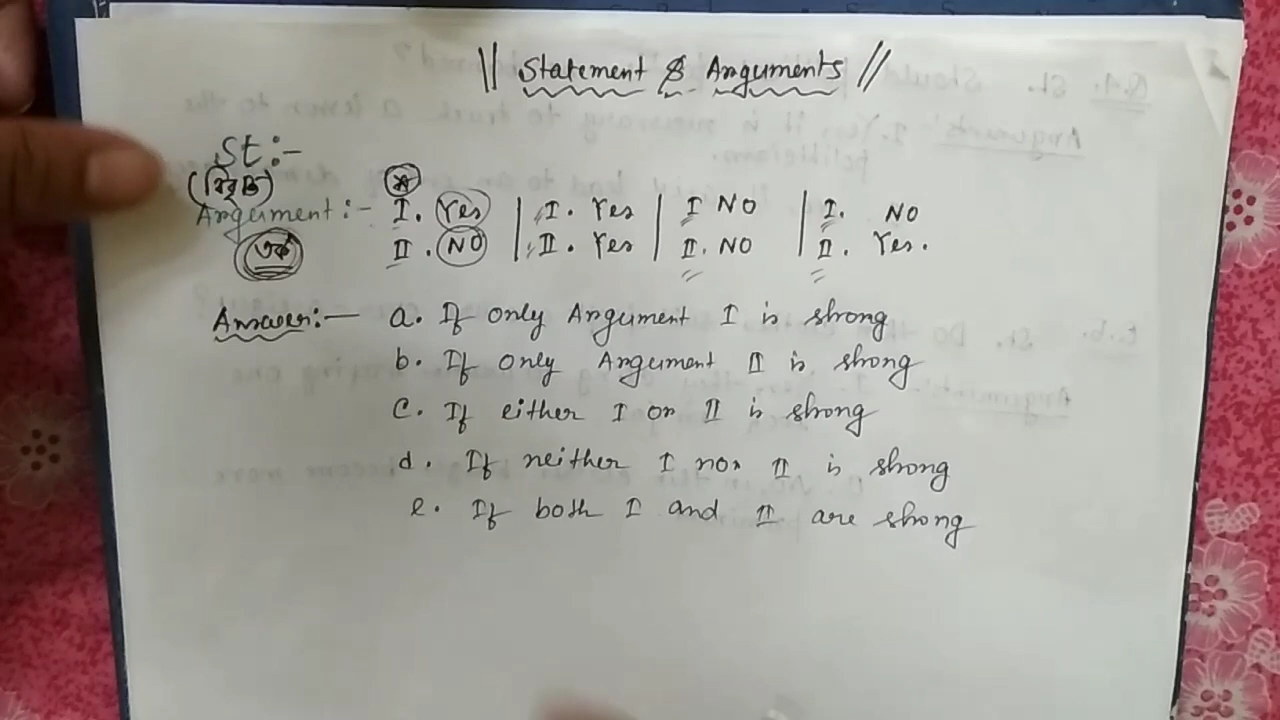 || Statement & Arguments //
St:-
(বিবৃতি)
Argument:- I. Yes | I. Yes | I NO | I. NO
তর্ক II. NO | II. Yes | II. NO | II. Yes.
Answer:- a. If only Argument I is strong
b. If only Argument II is strong
c. If either I or II is strong
d. If neither I nor II is strong
e. If both I and II are strong